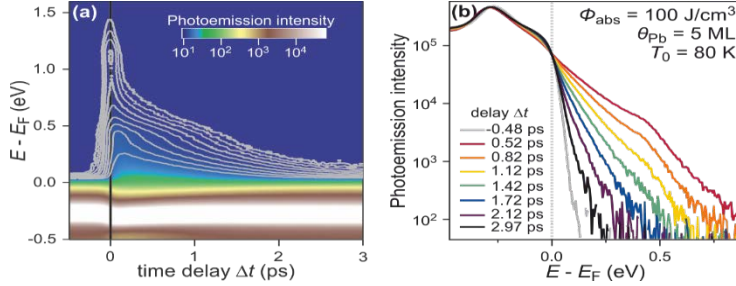 (a)
Photoemission intensity
10¹ 10² 10³ 10⁴
1.5
1.0
0.5
0.0
-0.5
E - E_F (eV)
0 1 2 3
time delay Δt (ps)
(b)
Φabs = 100 J/cm³
θPb = 5 ML
T₀ = 80 K
Photoemission intensity
10⁵
10⁴
10³
10²
delay Δt
-0.48 ps
0.52 ps
0.82 ps
1.12 ps
1.42 ps
1.72 ps
2.12 ps
2.97 ps
0.0 0.5
E - E_F (eV)